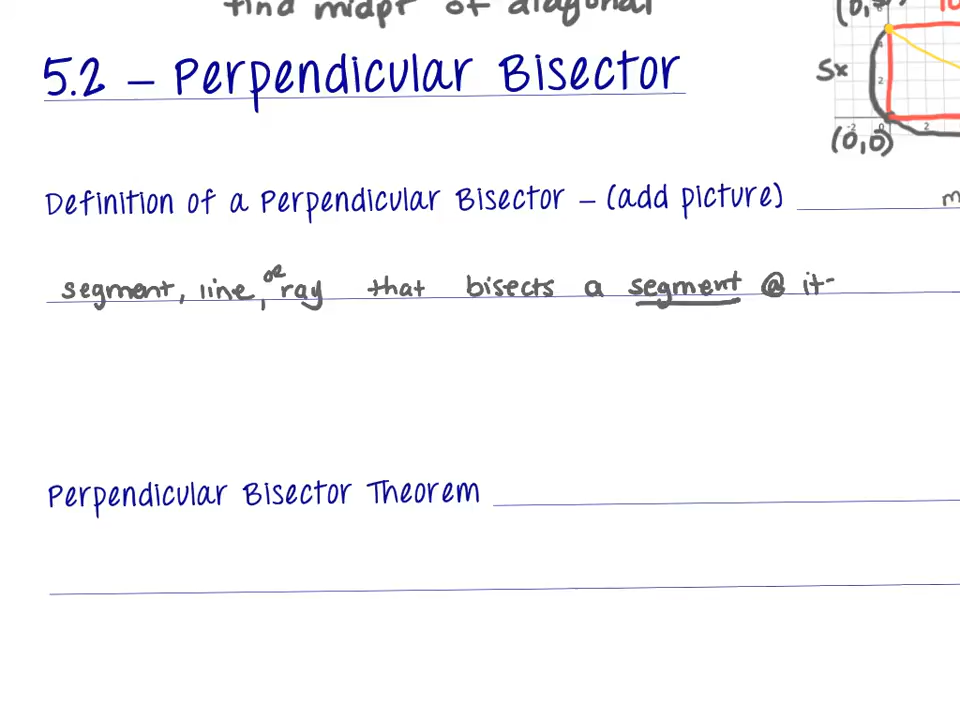 find midpt of diagonal
5.2 – Perpendicular Bisector
5x
(0,0)
Definition of a Perpendicular Bisector – (add picture)
segment, line, or ray that bisects a segment @ it
Perpendicular Bisector Theorem